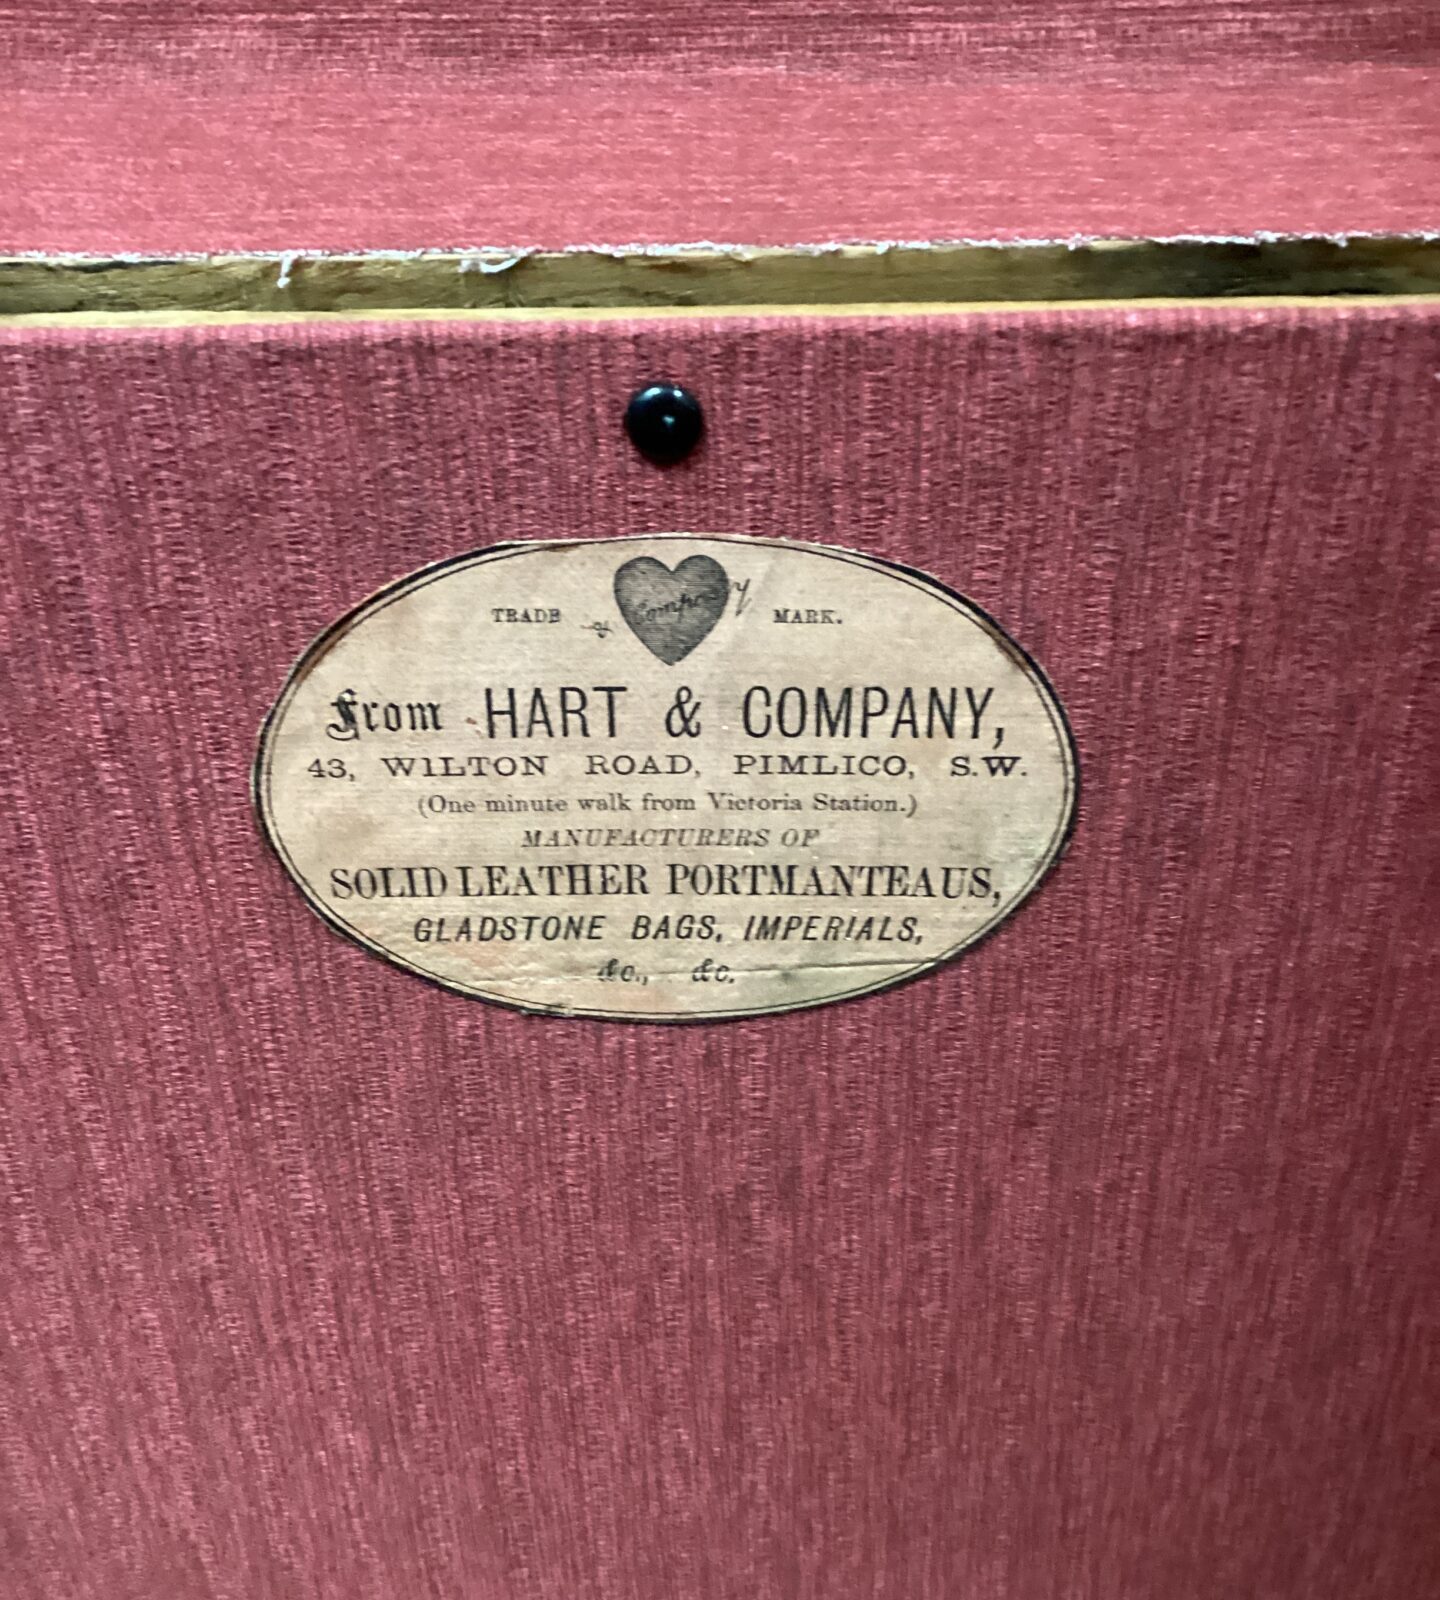 TRADE & Company MARK.
From HART & COMPANY,
43, WILTON ROAD, PIMLICO, S.W.
(One minute walk from Victoria Station.)
MANUFACTURERS OF
SOLID LEATHER PORTMANTEAUS,
GLADSTONE BAGS, IMPERIALS,
&c., &c.